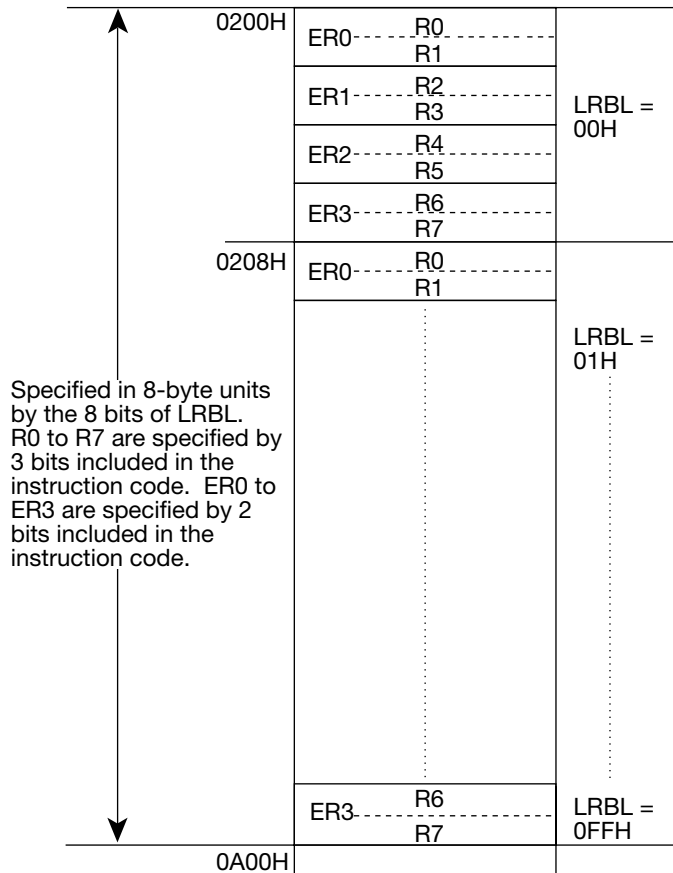 0200H
ER0
R0
R1
ER1
R2
R3
LRBL =
00H
ER2
R4
R5
ER3
R6
R7
0208H
ER0
R0
R1
LRBL =
01H
Specified in 8-byte units
by the 8 bits of LRBL.
R0 to R7 are specified by
3 bits included in the
instruction code.  ER0 to
ER3 are specified by 2
bits included in the
instruction code.
ER3
R6
R7
LRBL =
0FFH
0A00H